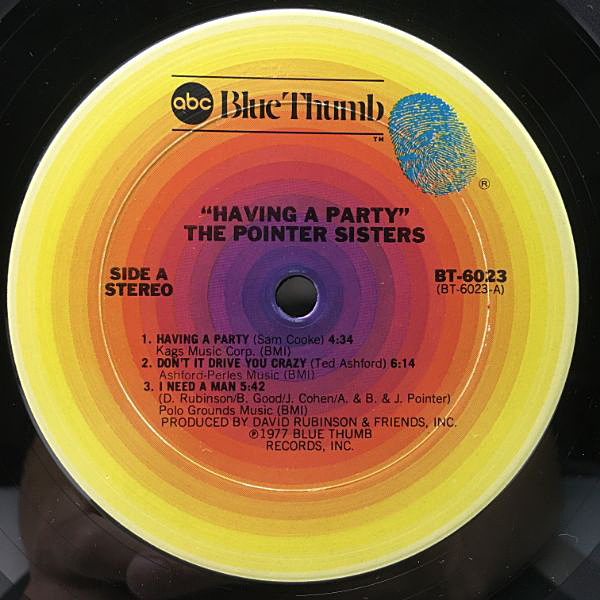 abc Blue Thumb
TM
®
"HAVING A PARTY"
THE POINTER SISTERS
SIDE A
STEREO
BT-6023
(BT-6023-A)
1. HAVING A PARTY (Sam Cooke) 4:34
Kags Music Corp. (BMI)
2. DON'T IT DRIVE YOU CRAZY (Ted Ashford) 6:14
Ashford-Perles Music (BMI)
3. I NEED A MAN 5:42
(D. Rubinson/B. Good/J. Cohen/A. & B. & J. Pointer)
Polo Grounds Music (BMI)
PRODUCED BY DAVID RUBINSON & FRIENDS, INC.
℗1977 BLUE THUMB
RECORDS, INC.